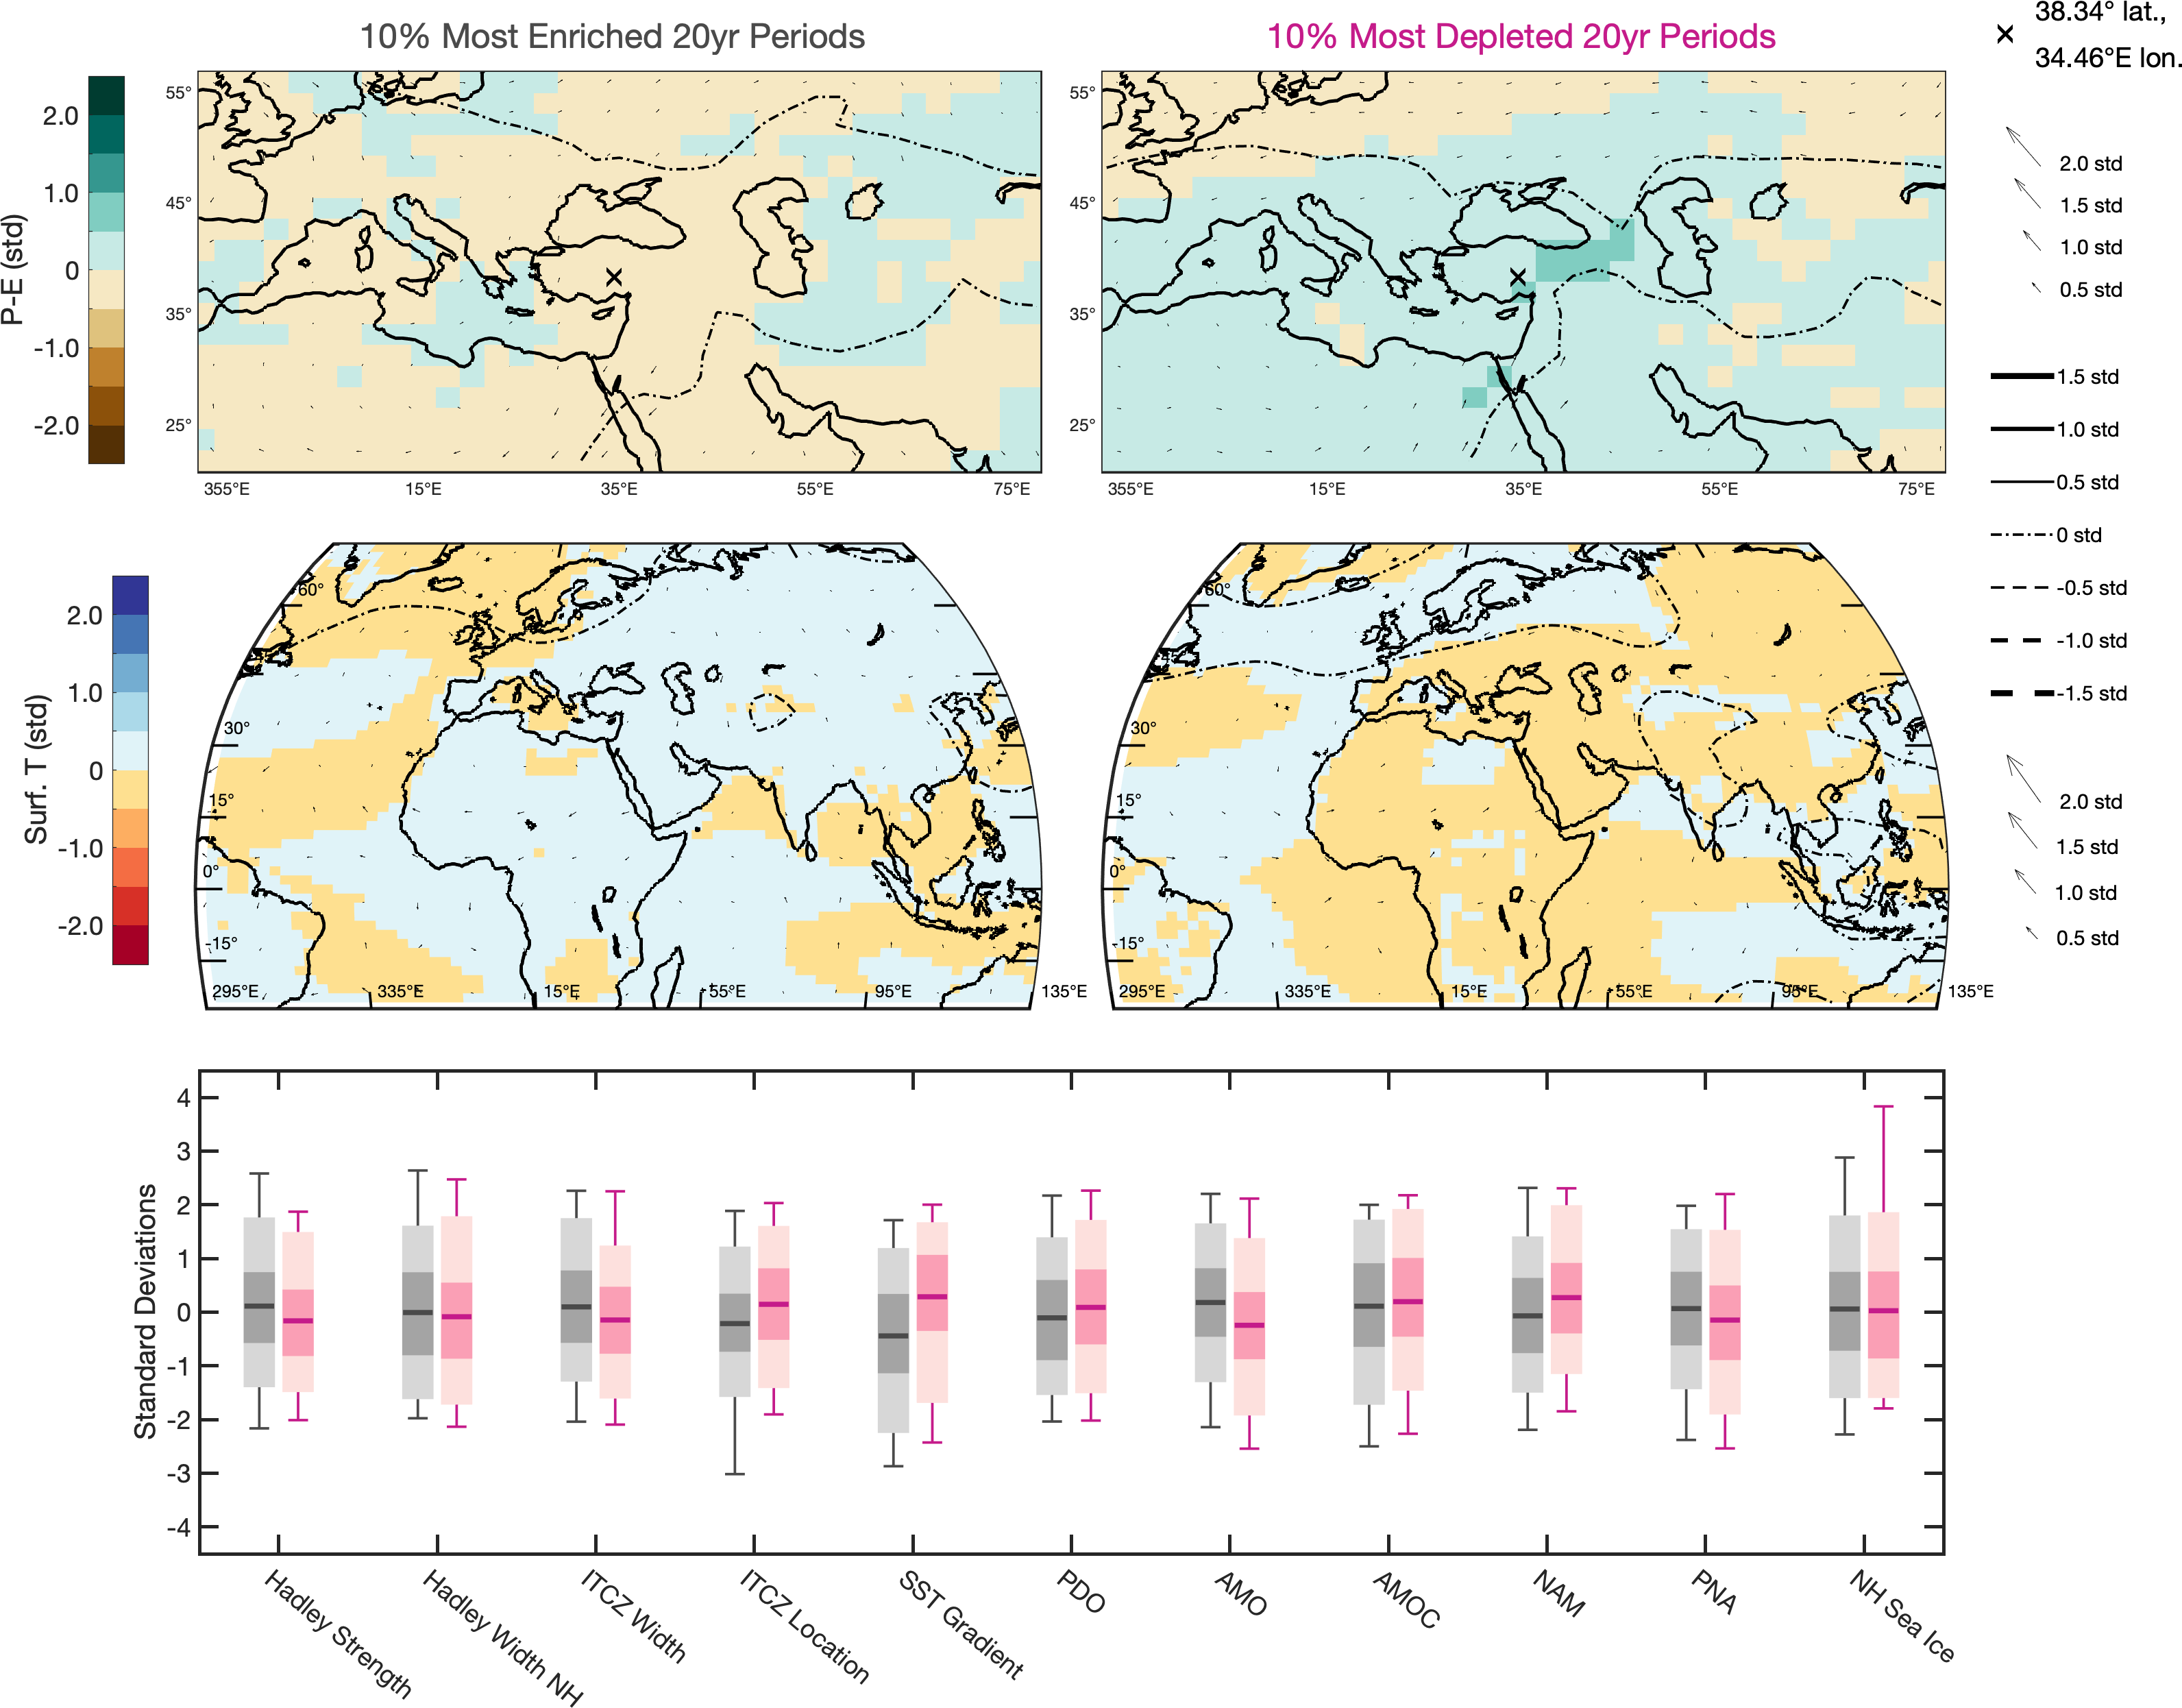 10% Most Enriched 20yr Periods
10% Most Depleted 20yr Periods
38.34° lat.,
34.46°E lon.
P-E (std)
2.0
1.0
0
-1.0
-2.0
55°
45°
35°
25°
355°E
15°E
35°E
55°E
75°E
55°
45°
35°
25°
355°E
15°E
35°E
55°E
75°E
2.0 std
1.5 std
1.0 std
0.5 std
1.5 std
1.0 std
0.5 std
0 std
-0.5 std
-1.0 std
-1.5 std
Surf. T (std)
2.0
1.0
0
-1.0
-2.0
60°
30°
15°
0°
-15°
295°E
335°E
15°E
55°E
95°E
135°E
60°
30°
15°
0°
-15°
295°E
335°E
15°E
55°E
95°E
135°E
2.0 std
1.5 std
1.0 std
0.5 std
Standard Deviations
4
3
2
1
0
-1
-2
-3
-4
Hadley Strength
Hadley Width NH
ITCZ Width
ITCZ Location
SST Gradient
PDO
AMO
AMOC
NAM
PNA
NH Sea Ice